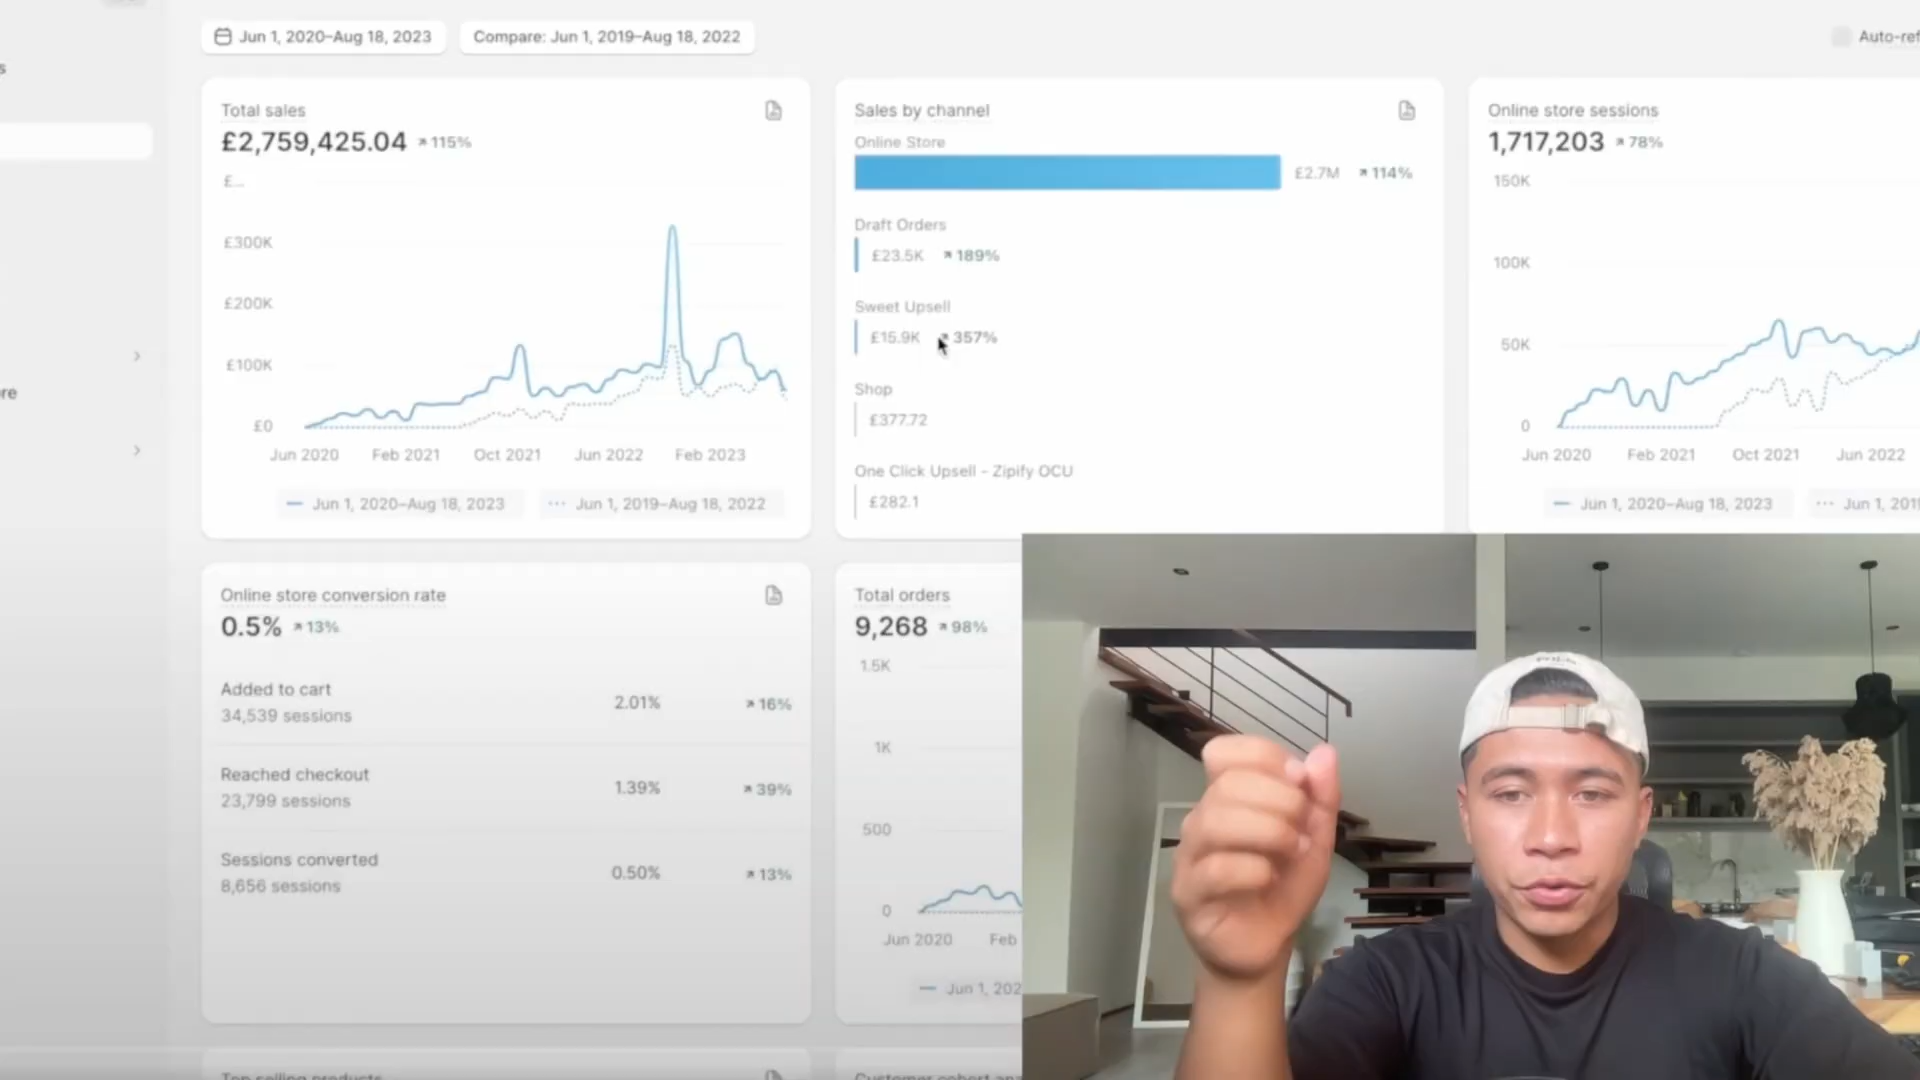 Jun 1, 2020–Aug 18, 2023
Compare: Jun 1, 2019–Aug 18, 2022
Auto-ref
s
re
Total sales
£2,759,425.04 ↗ 115%
£...
£300K
£200K
£100K
£0
Jun 2020 Feb 2021 Oct 2021 Jun 2022 Feb 2023
Jun 1, 2020–Aug 18, 2023 Jun 1, 2019–Aug 18, 2022
Sales by channel
Online Store
£2.7M ↗ 114%
Draft Orders
£23.5K ↗ 189%
Sweet Upsell
£15.9K 357%
Shop
£377.72
One Click Upsell - Zipify OCU
£282.1
Online store sessions
1,717,203 ↗ 78%
150K
100K
50K
0
Jun 2020 Feb 2021 Oct 2021 Jun 2022
Jun 1, 2020–Aug 18, 2023 Jun 1, 201
Online store conversion rate
0.5% ↗ 13%
Added to cart
34,539 sessions
2.01% ↗ 16%
Reached checkout
23,799 sessions
1.39% ↗ 39%
Sessions converted
8,656 sessions
0.50% ↗ 13%
Total orders
9,268 ↗ 98%
1.5K
1K
500
0
Jun 2020 Feb
Jun 1, 202
Top selling products
Customer cohort ana